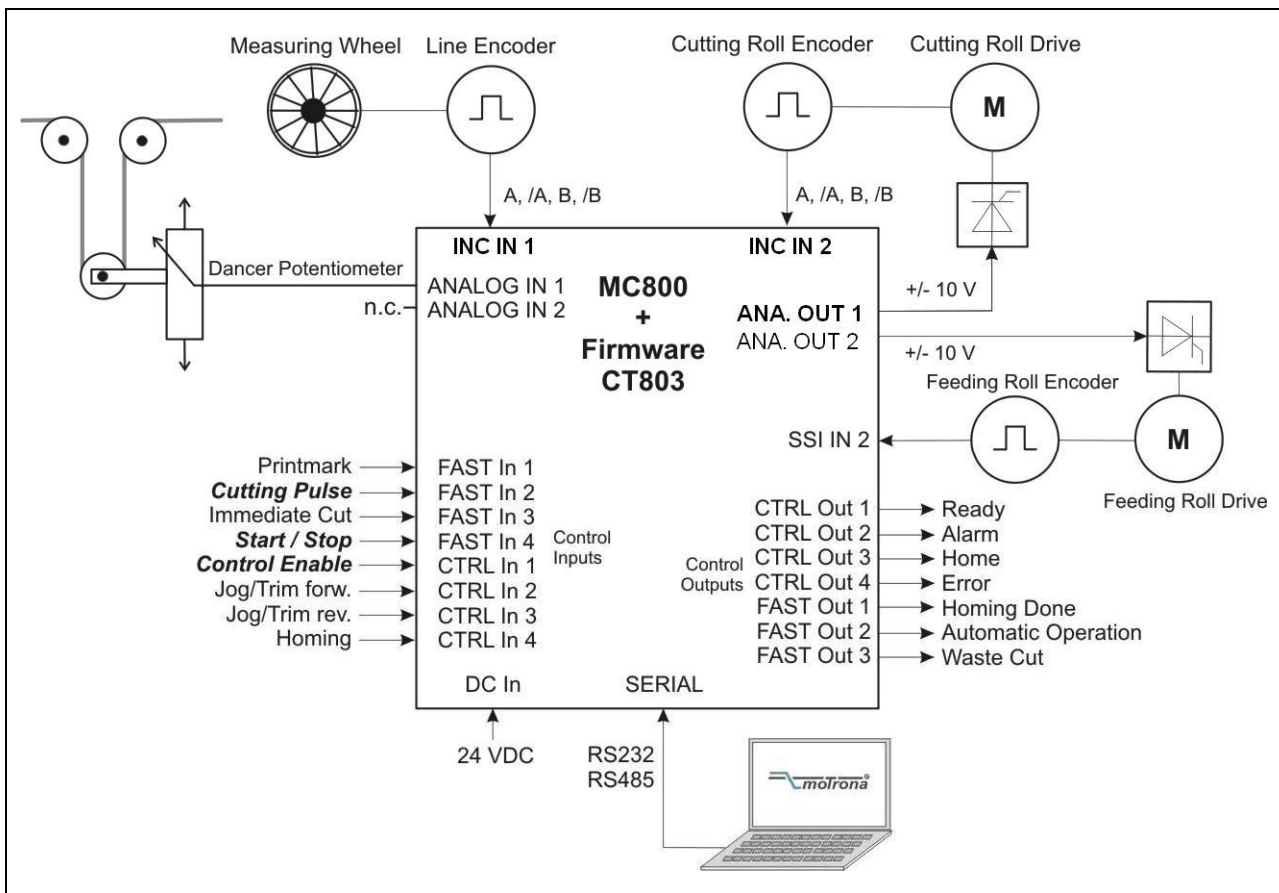 Measuring Wheel
Line Encoder
Cutting Roll Encoder
Cutting Roll Drive
M
A, /A, B, /B
A, /A, B, /B
INC IN 1
INC IN 2
Dancer Potentiometer
ANALOG IN 1
n.c.
ANALOG IN 2
MC800
+
Firmware
CT803
ANA. OUT 1
ANA. OUT 2
+/- 10 V
+/- 10 V
Feeding Roll Encoder
M
SSI IN 2
Feeding Roll Drive
Printmark
FAST In 1
Cutting Pulse
FAST In 2
Immediate Cut
FAST In 3
Start / Stop
FAST In 4
Control Enable
CTRL In 1
Jog/Trim forw.
CTRL In 2
Jog/Trim rev.
CTRL In 3
Homing
CTRL In 4
Control
Inputs
CTRL Out 1
Ready
CTRL Out 2
Alarm
CTRL Out 3
Home
CTRL Out 4
Error
FAST Out 1
Homing Done
FAST Out 2
Automatic Operation
FAST Out 3
Waste Cut
Control
Outputs
DC In
SERIAL
24 VDC
RS232
RS485
moTrona®